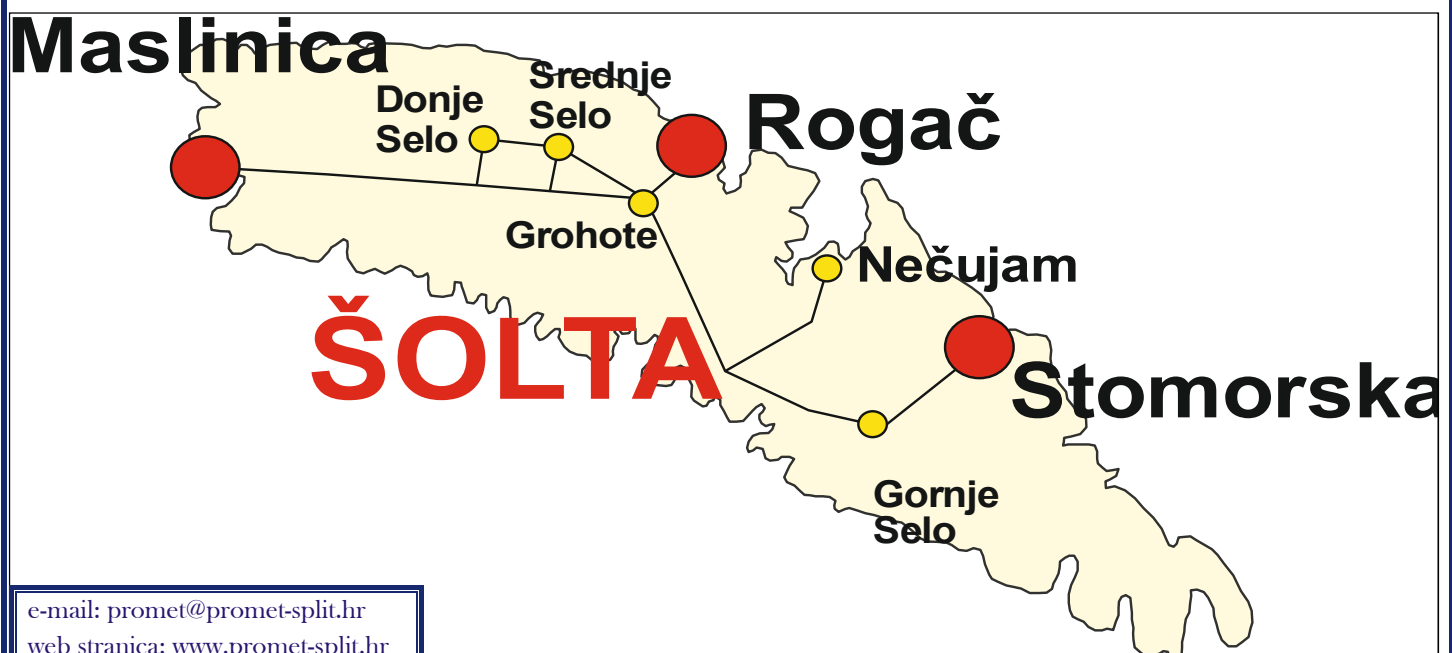 Maslinica
Donje
Selo
Srednje
Selo
Rogač
Grohote
Nečujam
ŠOLTA
Stomorska
Gornje
Selo
e-mail: promet@promet-split.hr
web stranica: www.promet-split.hr